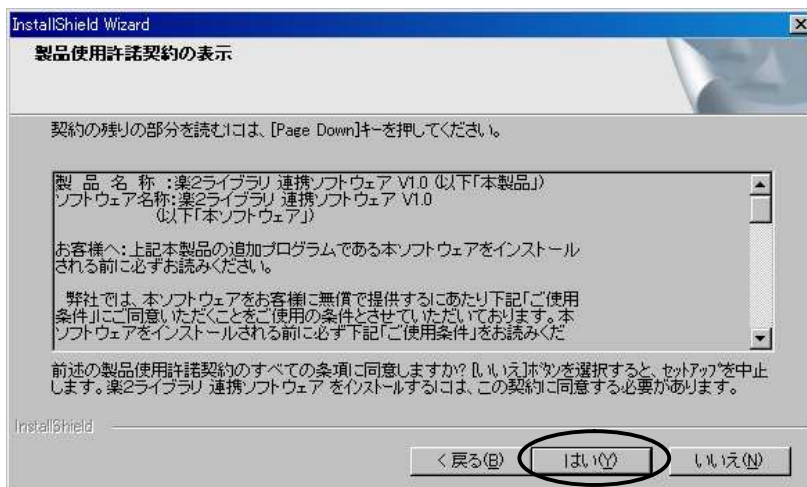 InstallShield Wizard
製品使用許諾契約の表示
契約の残りの部分を読むには、[Page Down]キーを押してください。
製 品 名 称 :楽2ライブラリ 連携ソフトウェア V1.0 (以下「本製品」)
ソフトウェア名称:楽2ライブラリ 連携ソフトウェア V1.0
(以下「本ソフトウェア」)
お客様へ:上記本製品の追加プログラムである本ソフトウェアをインストール
される前に必ずお読みください。
弊社では、本ソフトウェアをお客様に無償で提供するにあたり下記「ご使用
条件」にご同意いただくことをご使用の条件とさせていただいております。本
ソフトウェアをインストールされる前に必ず下記「ご使用条件」をお読みくだ
前述の製品使用許諾契約のすべての条項に同意しますか? [いいえ]ボタンを選択すると、セットアップを中止
します。楽2ライブラリ 連携ソフトウェア をインストールするには、この契約に同意する必要があります。
InstallShield
< 戻る(B) はい(Y) いいえ(N)